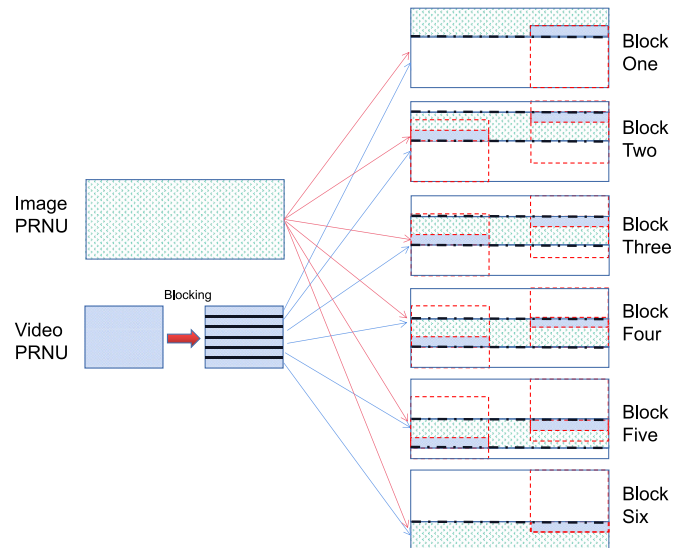 Block
One
Block
Two
Image
PRNU
Block
Three
Blocking
Video
PRNU
Block
Four
Block
Five
Block
Six